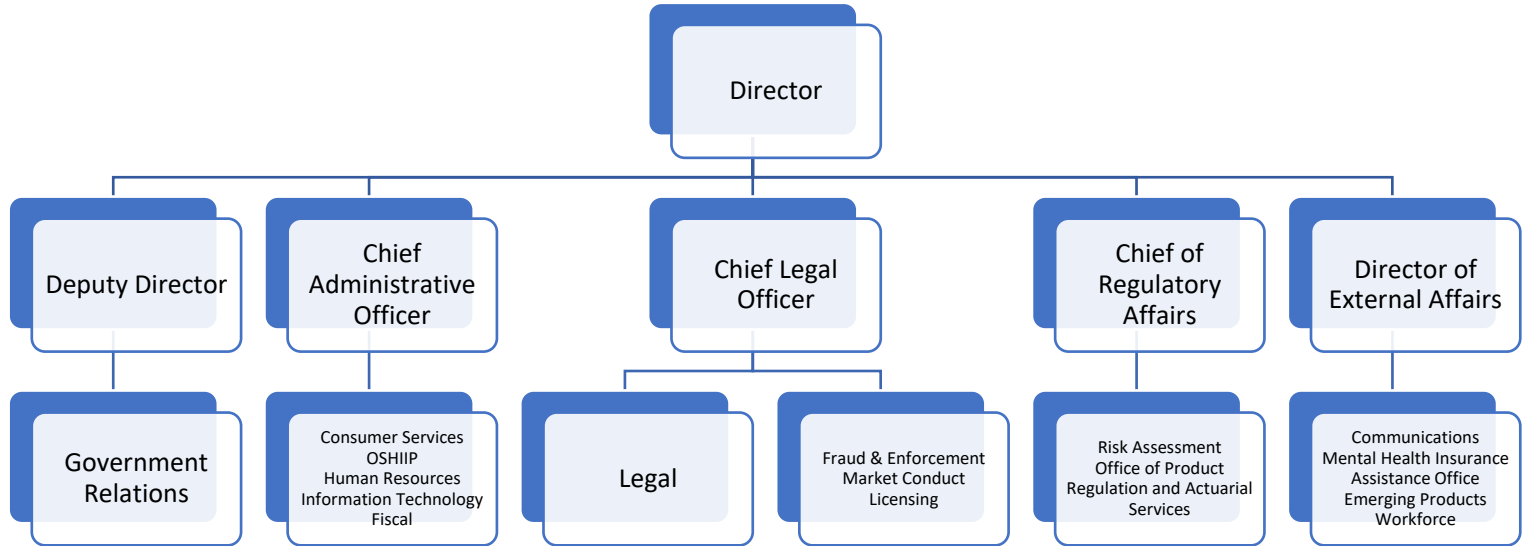 Director
Deputy Director
Chief
Administrative
Officer
Chief Legal
Officer
Chief of
Regulatory
Affairs
Director of
External Affairs
Government
Relations
Consumer Services
OSHIIP
Human Resources
Information Technology
Fiscal
Legal
Fraud & Enforcement
Market Conduct
Licensing
Risk Assessment
Office of Product
Regulation and Actuarial
Services
Communications
Mental Health Insurance
Assistance Office
Emerging Products
Workforce